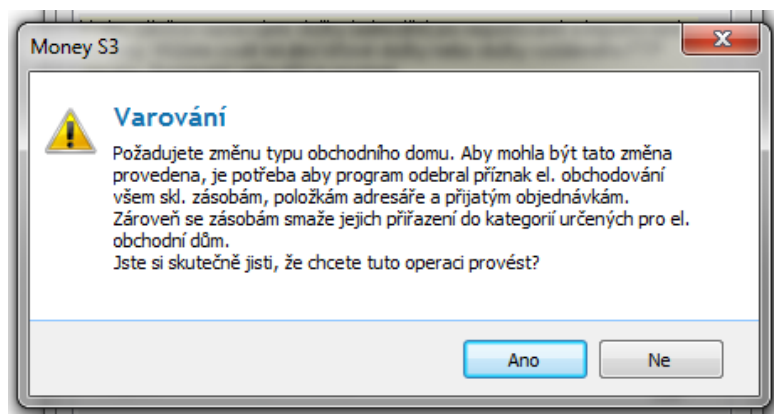 Money S3
Varování
Požadujete změnu typu obchodního domu. Aby mohla být tato změna
provedena, je potřeba aby program odebral příznak el. obchodování
všem skl. zásobám, položkám adresáře a přijatým objednávkám.
Zároveň se zásobám smaže jejich přiřazení do kategorií určených pro el.
obchodní dům.
Jste si skutečně jisti, že chcete tuto operaci provést?
Ano
Ne